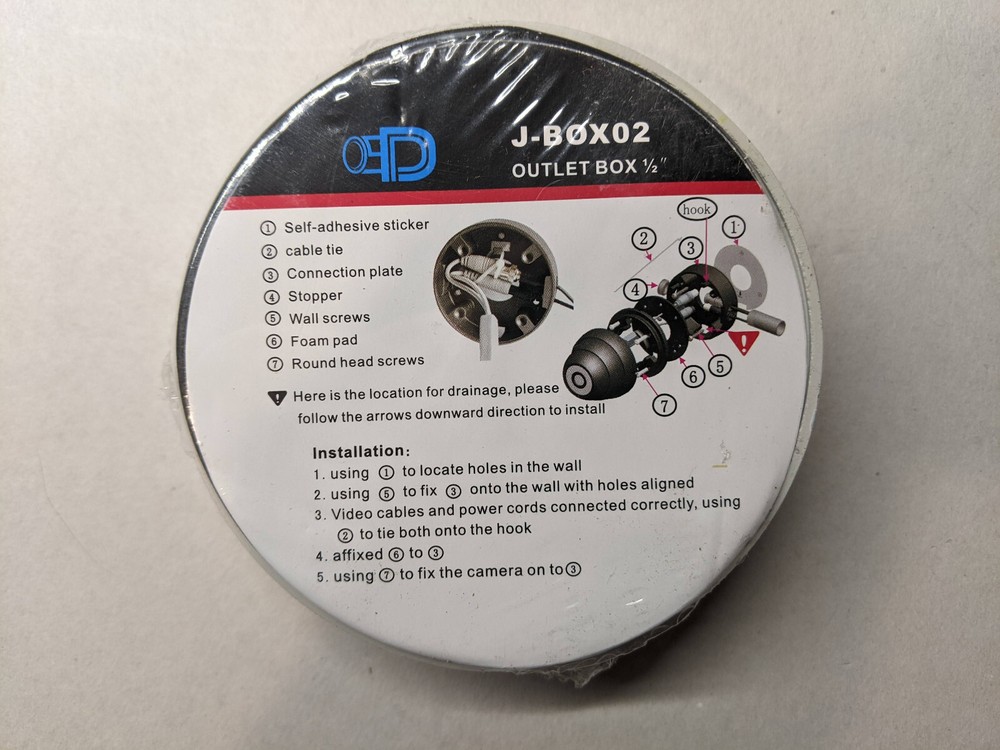 J-BOX02
OUTLET BOX ½"
① Self-adhesive sticker
② cable tie
③ Connection plate
④ Stopper
⑤ Wall screws
⑥ Foam pad
⑦ Round head screws
hook
①
②
③
④
⑤
⑥
⑦
! Here is the location for drainage, please
follow the arrows downward direction to install
Installation:
1. using ① to locate holes in the wall
2. using ⑤ to fix ③ onto the wall with holes aligned
3. Video cables and power cords connected correctly, using
② to tie both onto the hook
4. affixed ⑥ to ③
5. using ⑦ to fix the camera on to ③